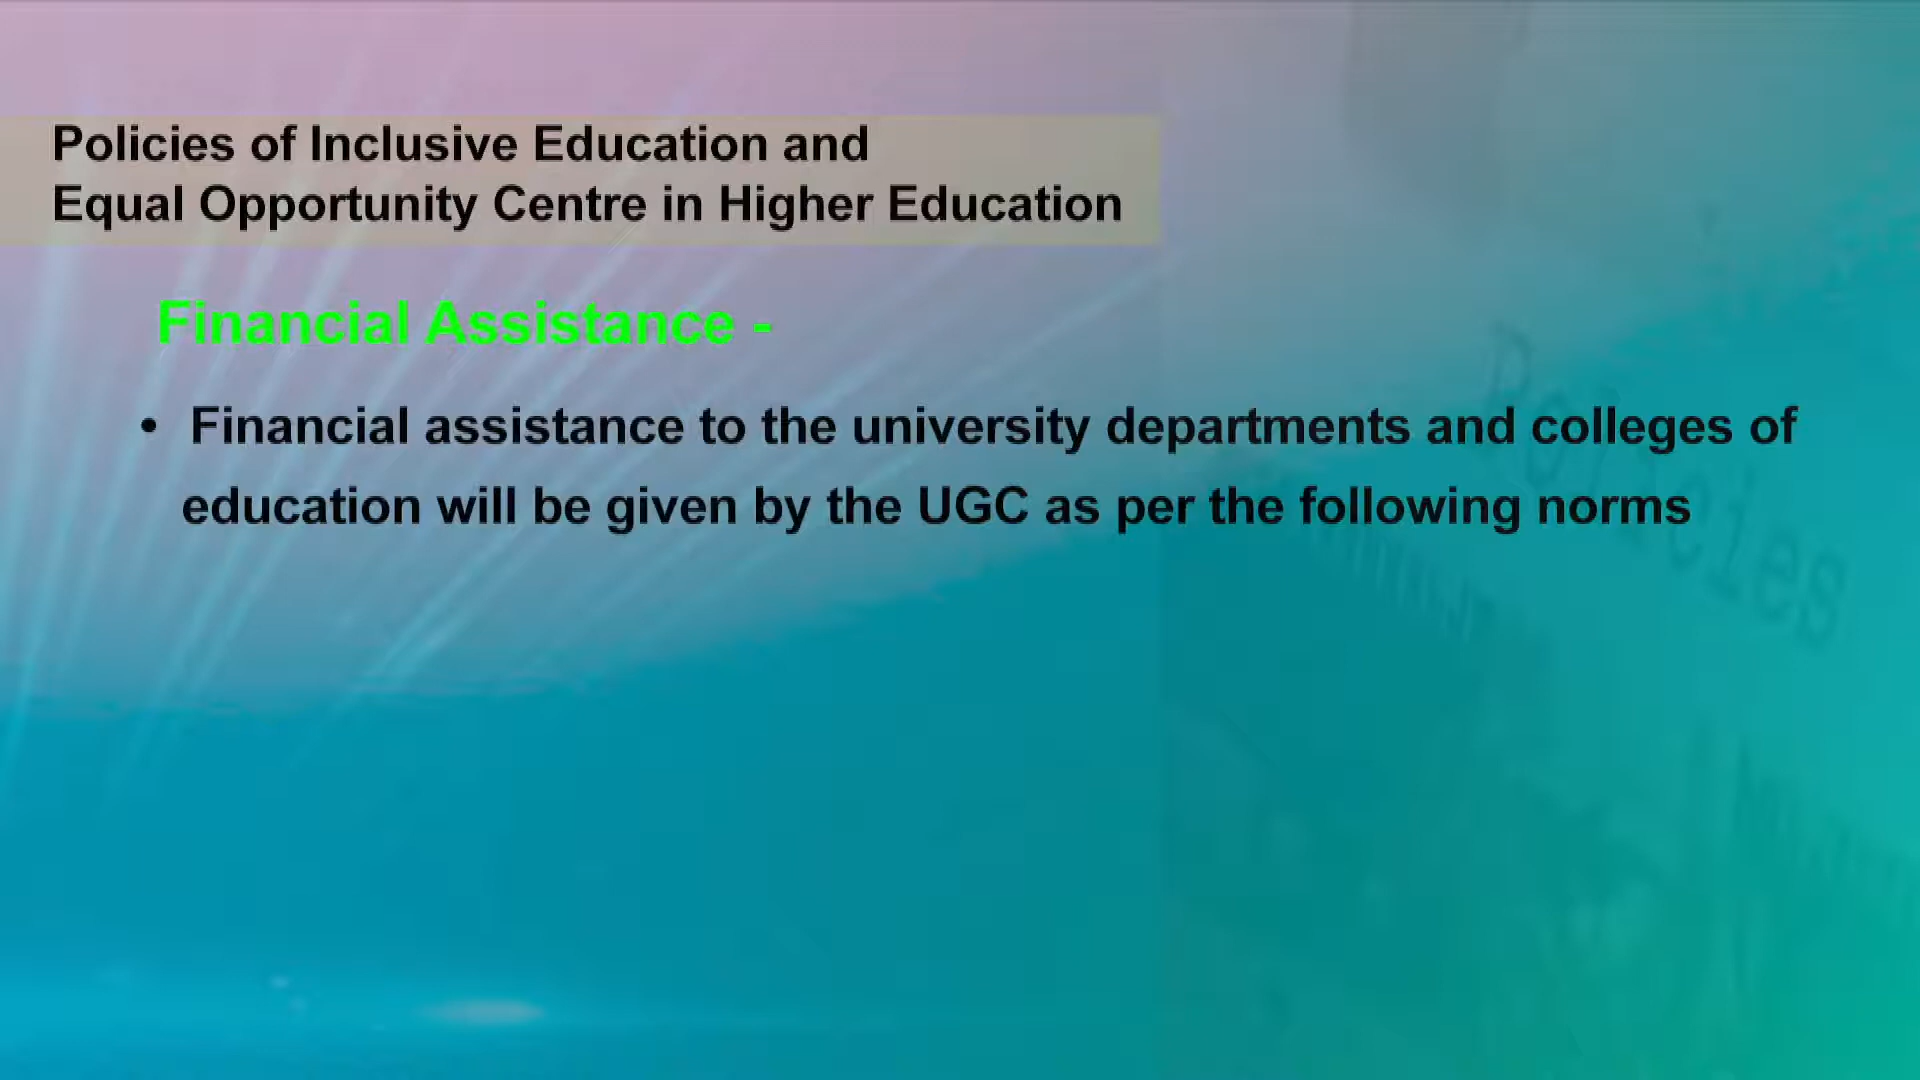 Policies of Inclusive Education and
Equal Opportunity Centre in Higher Education
Financial Assistance -
• Financial assistance to the university departments and colleges of
education will be given by the UGC as per the following norms
Policies